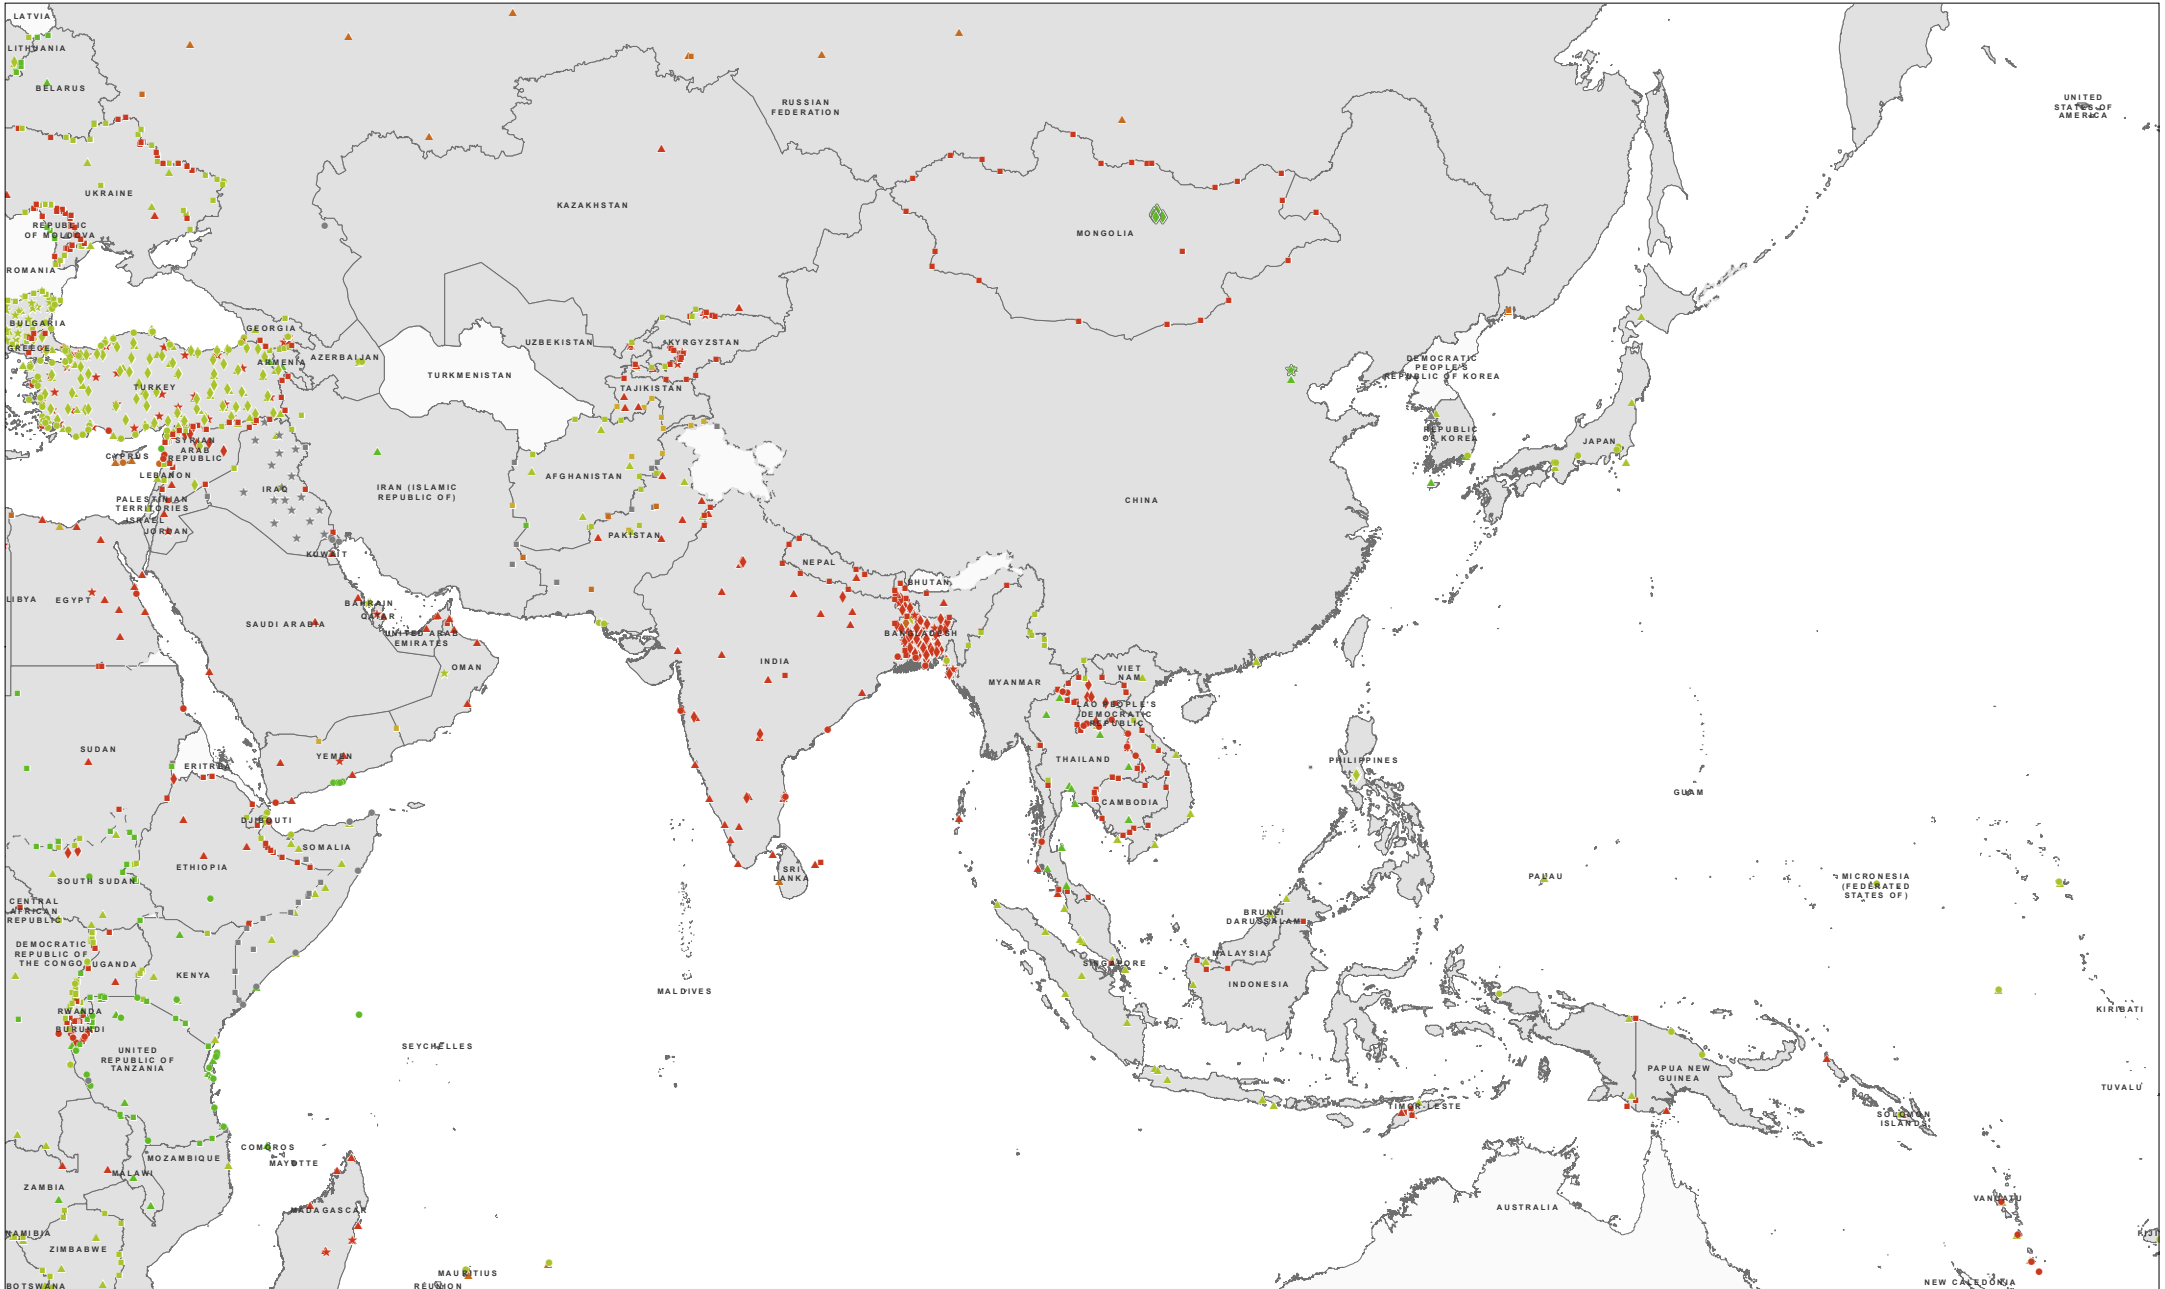 LATVIA
LITHUANIA
BELARUS
RUSSIAN
FEDERATION
UNITED
STATES OF
AMERICA
UKRAINE
KAZAKHSTAN
REPUBLIC
OF MOLDOVA
MONGOLIA
ROMANIA
BULGARIA
GEORGIA
GREECE
ARMENIA
AZERBAIJAN
UZBEKISTAN
KYRGYZSTAN
TURKMENISTAN
TURKEY
TAJIKISTAN
DEMOCRATIC
PEOPLE'S
REPUBLIC OF KOREA
REPUBLIC
OF KOREA
JAPAN
SYRIAN
ARAB
REPUBLIC
CYPRUS
LEBANON
IRAQ
IRAN (ISLAMIC
REPUBLIC OF)
AFGHANISTAN
CHINA
PALESTINIAN
TERRITORIES
ISRAEL
JORDAN
KUWAIT
PAKISTAN
NEPAL
BHUTAN
LIBYA
EGYPT
BAHRAIN
QATAR
SAUDI ARABIA
UNITED ARAB
EMIRATES
OMAN
BANGLADESH
INDIA
MYANMAR
VIET
NAM
LAO PEOPLE'S
DEMOCRATIC
REPUBLIC
SUDAN
ERITREA
YEMEN
THAILAND
PHILIPPINES
GUAM
CAMBODIA
DJIBOUTI
SOMALIA
ETHIOPIA
SOUTH SUDAN
SRI
LANKA
PALAU
MICRONESIA
(FEDERATED
STATES OF)
CENTRAL
AFRICAN
REPUBLIC
BRUNEI
DARUSSALAM
DEMOCRATIC
REPUBLIC OF
THE CONGO
UGANDA
KENYA
MALAYSIA
SINGAPORE
INDONESIA
MALDIVES
RWANDA
BURUNDI
KIRIBATI
UNITED
REPUBLIC OF
TANZANIA
SEYCHELLES
PAPUA NEW
GUINEA
TUVALU
TIMOR-LESTE
SOLOMON
ISLANDS
COMOROS
MAYOTTE
MOZAMBIQUE
MALAWI
ZAMBIA
MADAGASCAR
AUSTRALIA
VANUATU
NAMIBIA
ZIMBABWE
FIJI
MAURITIUS
RÉUNION
BOTSWANA
NEW CALEDONIA